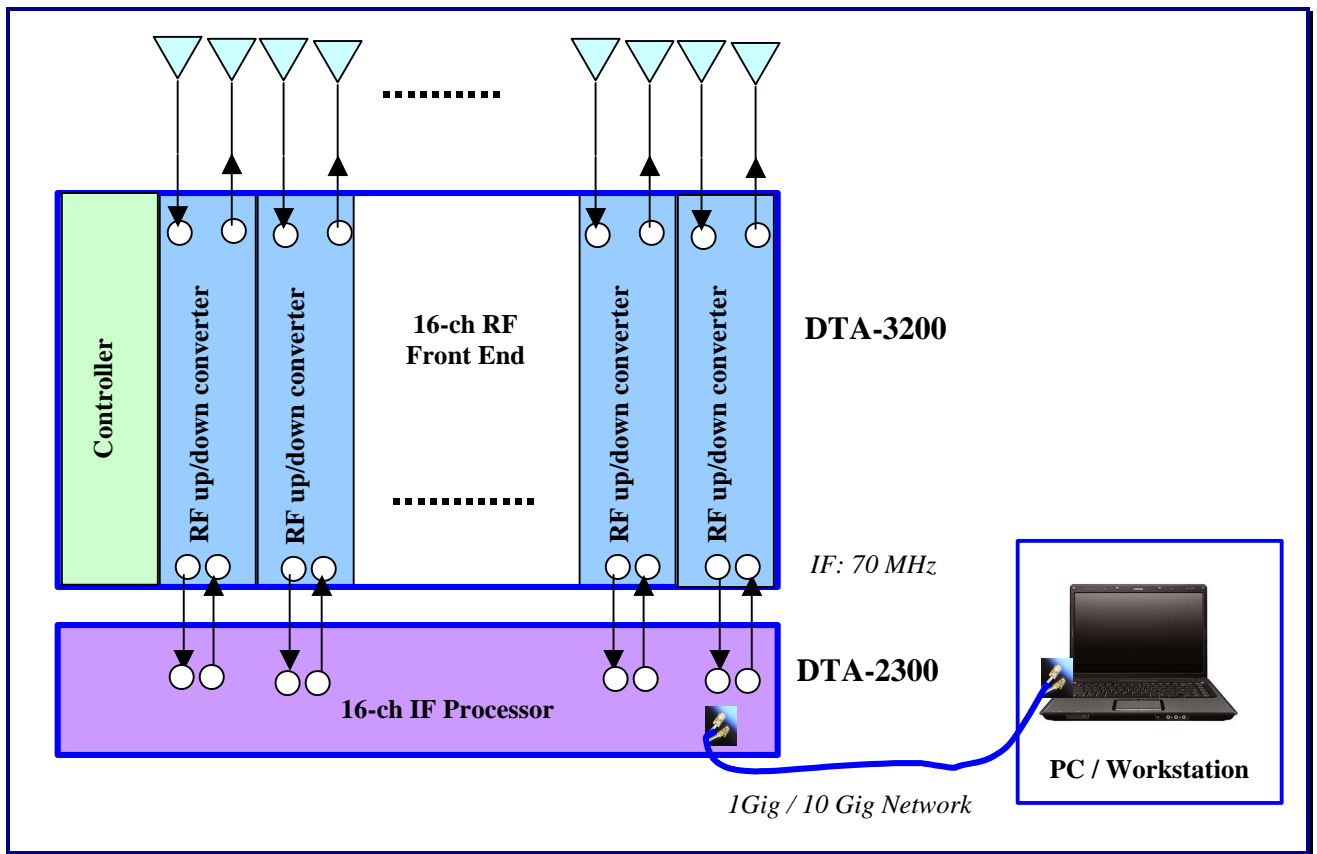 Controller
RF up/down converter
RF up/down converter
16-ch RF
Front End
RF up/down converter
RF up/down converter
DTA-3200
IF: 70 MHz
DTA-2300
16-ch IF Processor
PC / Workstation
1Gig / 10 Gig Network